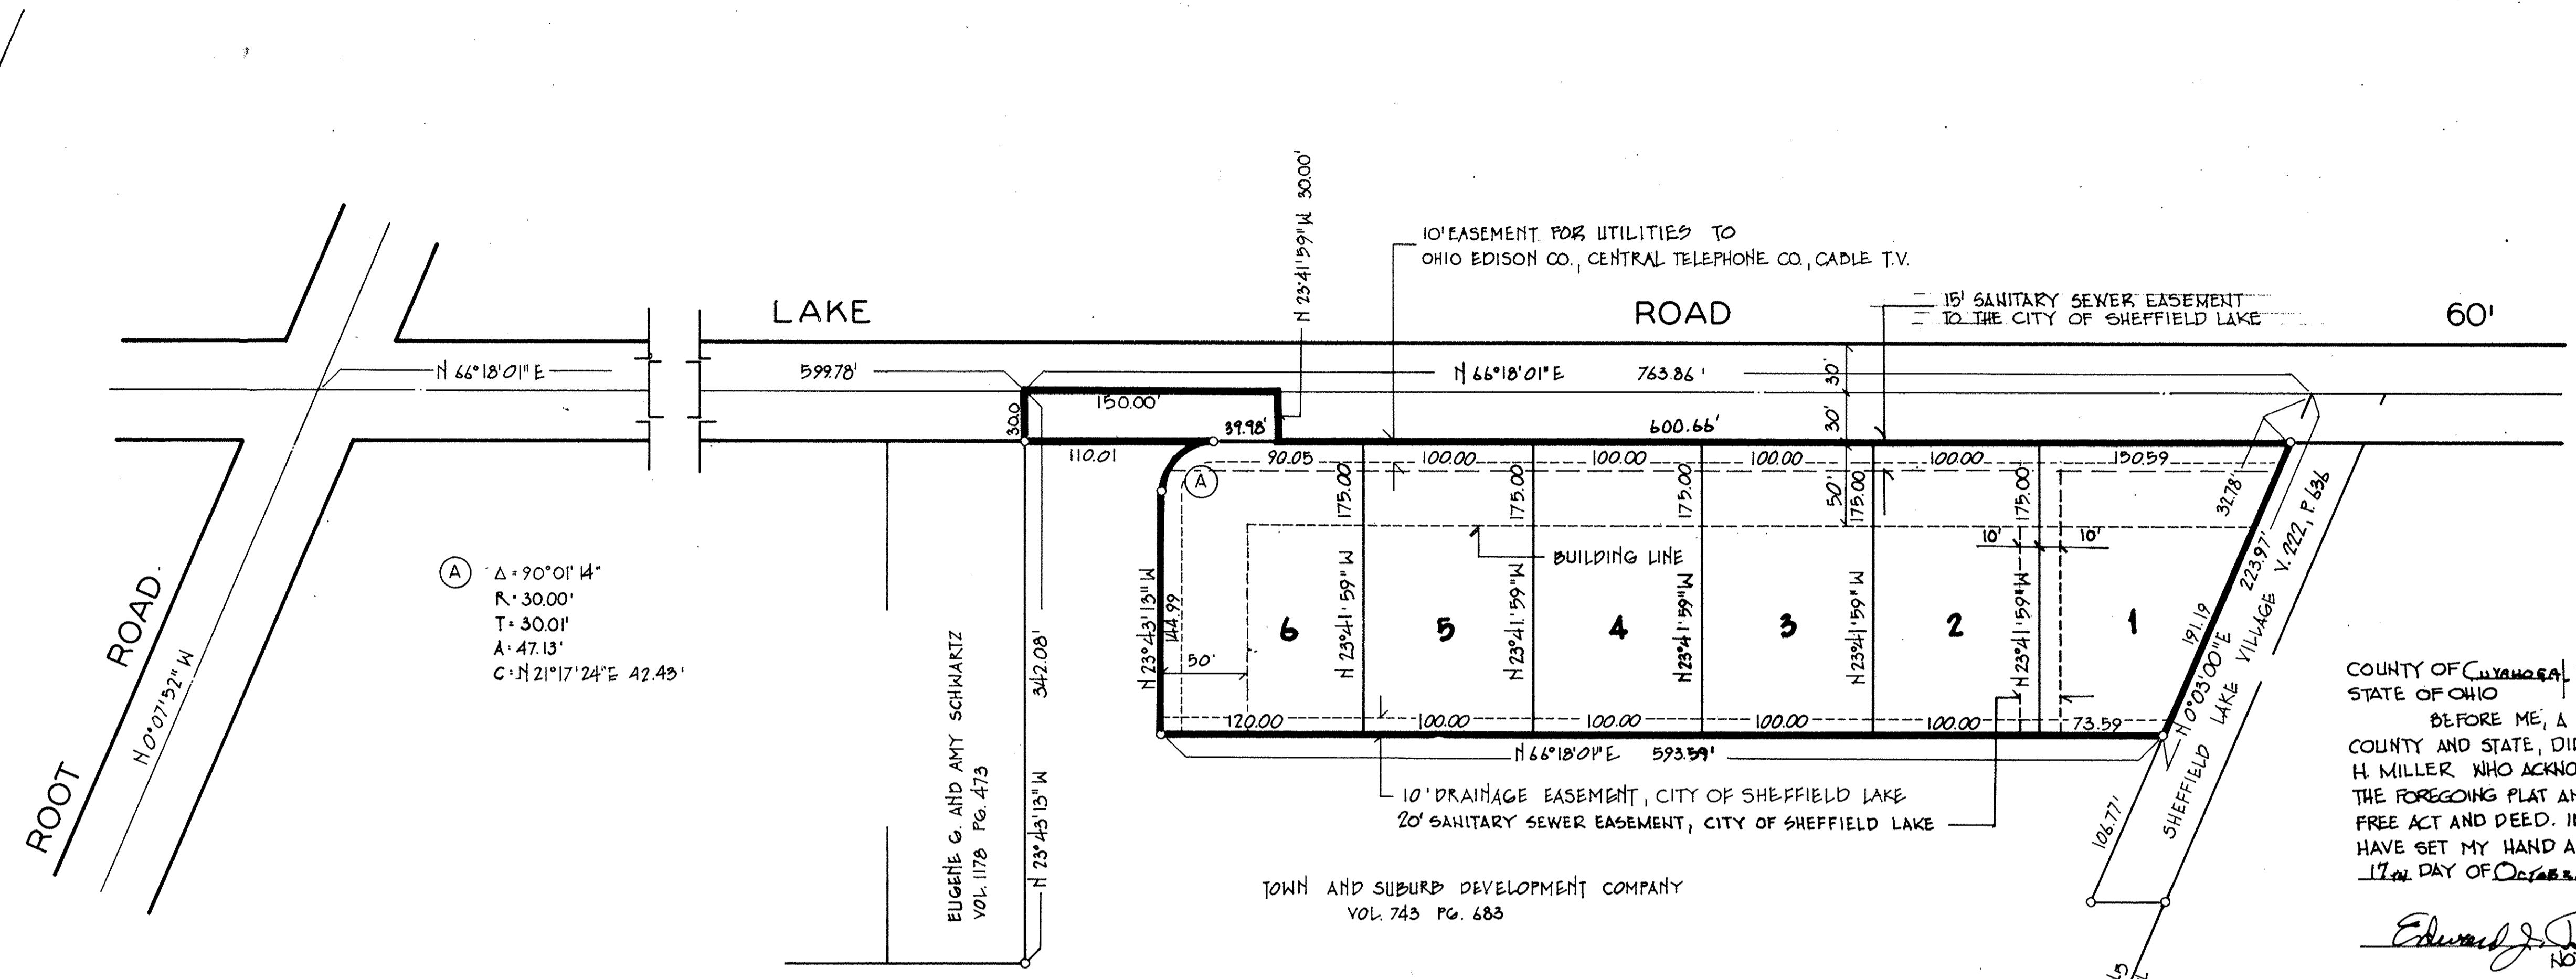 N 23°41'59" W 30.00'
10' EASEMENT FOR UTILITIES TO
OHIO EDISON CO., CENTRAL TELEPHONE CO., CABLE T.V.
LAKE ROAD 60'
15' SANITARY SEWER EASEMENT
TO THE CITY OF SHEFFIELD LAKE
N 66°18'01" E 599.78'
N 66°18'01" E 763.86'
30'
150.00'
30.0
39.98'
600.66'
30'
110.01
90.05 100.00 100.00 100.00 100.00 150.59
A
175.00 175.00 175.00 175.00 175.00
50'
32.78'
223.97'
V. 222, P. 636
10' 10'
BUILDING LINE
A
Δ = 90°01'14"
R = 30.00'
T = 30.01'
A = 47.13'
C = N 21°17'24" E 42.43'
N 23°43'13" W
144.99
N 23°41'59" W
N 23°41'59" W
N 23°41'59" W
N 23°41'59" W
N 23°41'59" W
6 5 4 3 2 1
191.19
50'
N 0°03'00" E
SHEFFIELD LAKE VILLAGE
ROOT ROAD
N 0°07'52" W
EUGENE G. AND AMY SCHWARTZ
VOL. 1178 PG. 473
342.08'
N 23°43'13" W
120.00 100.00 100.00 100.00 100.00 73.59
N 66°18'01" E 593.59'
10' DRAINAGE EASEMENT, CITY OF SHEFFIELD LAKE
20' SANITARY SEWER EASEMENT, CITY OF SHEFFIELD LAKE
106.77'
TOWN AND SUBURB DEVELOPMENT COMPANY
VOL. 743 PG. 683
COUNTY OF CUYAHOGA
STATE OF OHIO
BEFORE ME, A
COUNTY AND STATE, DI
H. MILLER WHO ACKNO
THE FOREGOING PLAT AN
FREE ACT AND DEED. I
HAVE SET MY HAND A
17TH DAY OF OCTOBE
Edward J.
NO